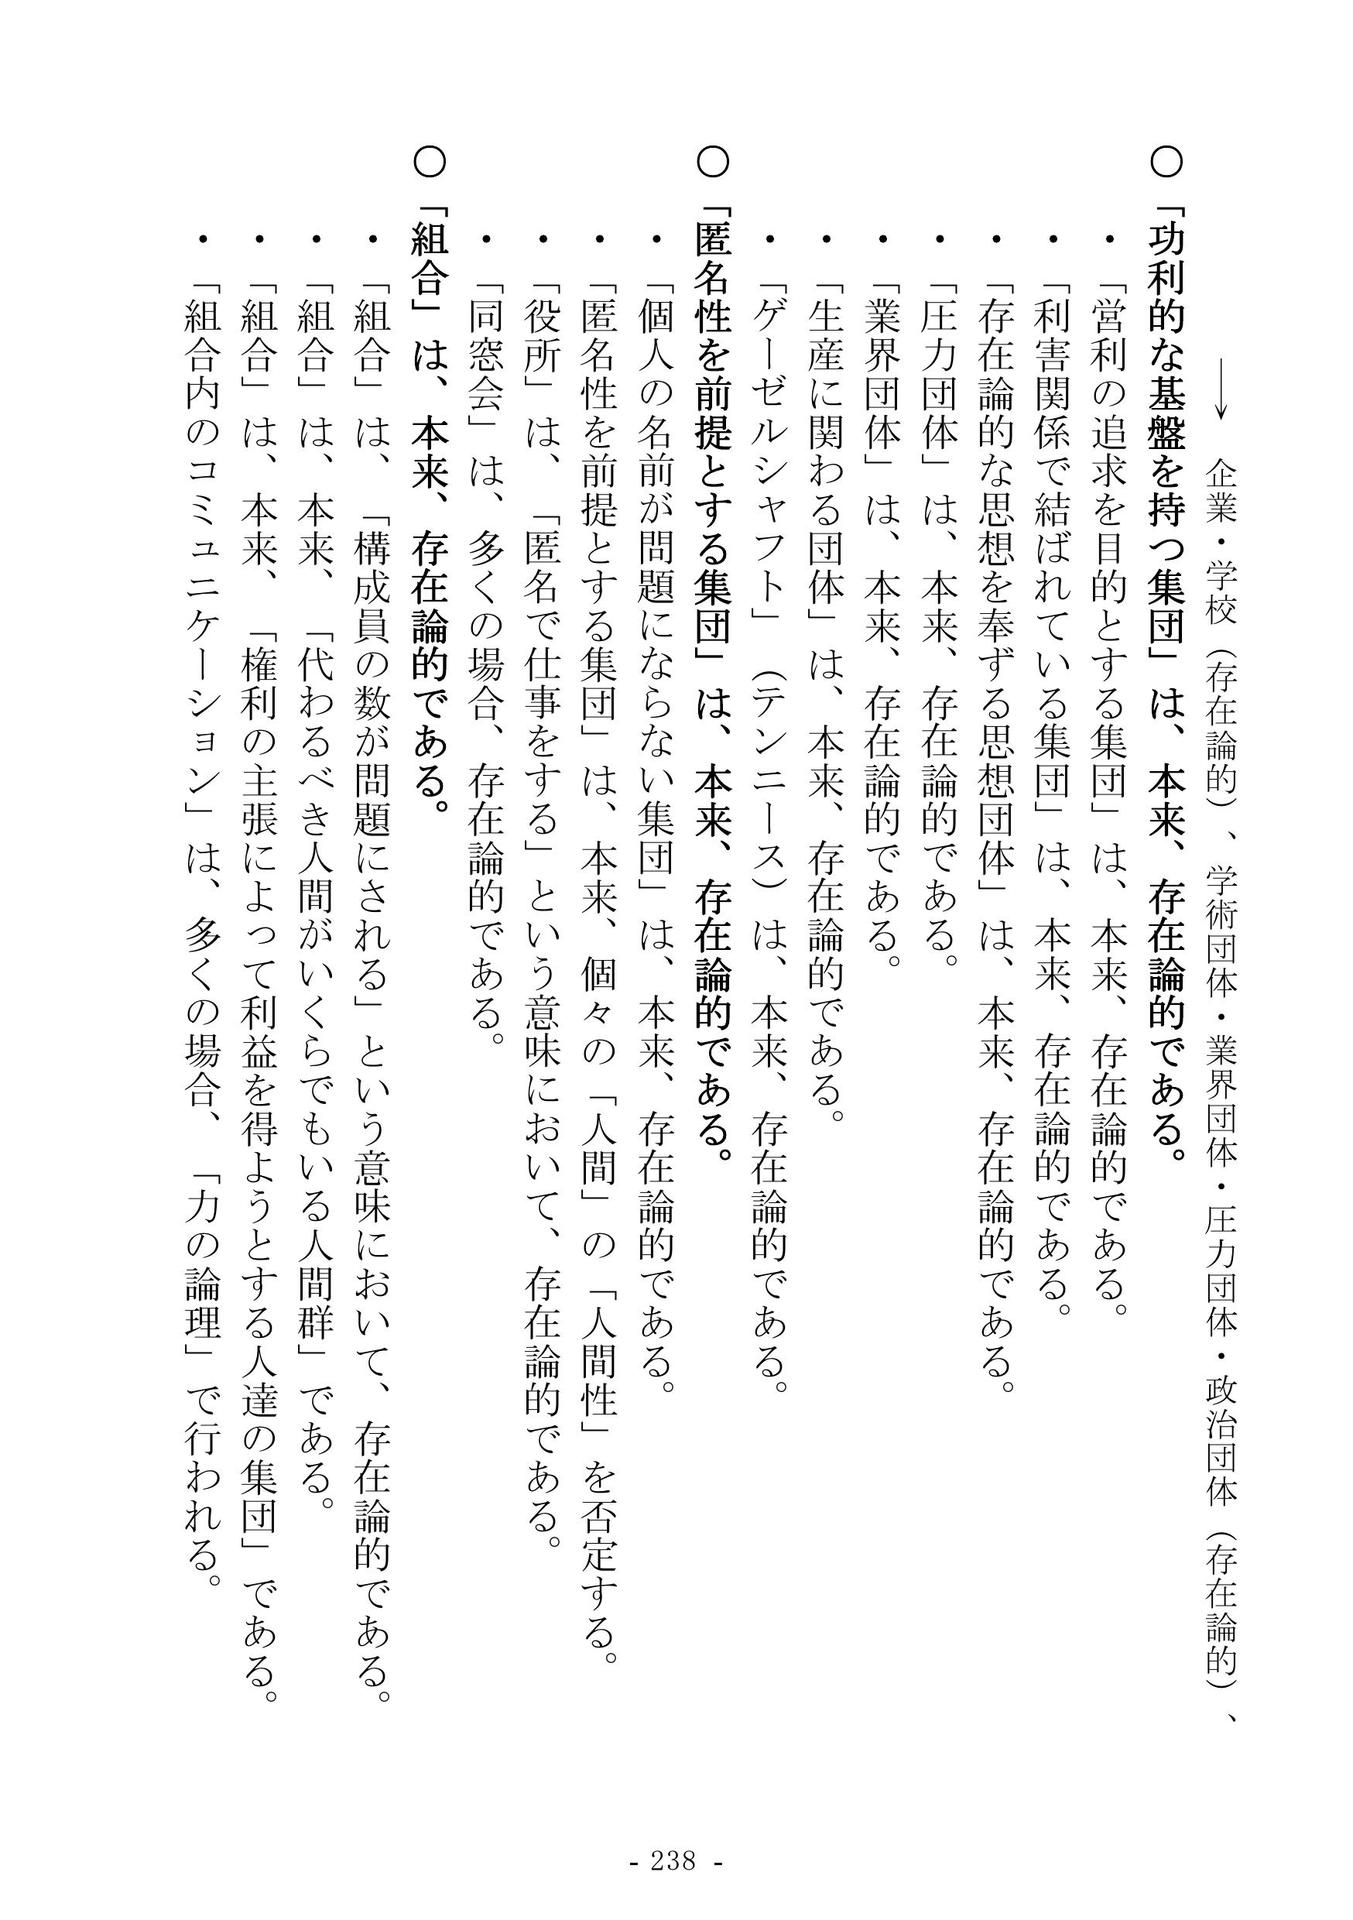 → 企業・学校（存在論的）、学術団体・業界団体・圧力団体・政治団体（存在論的）、
○「功利的な基盤を持つ集団」は、本来、存在論的である。
・「営利の追求を目的とする集団」は、本来、存在論的である。
・「利害関係で結ばれている集団」は、本来、存在論的である。
・「存在論的な思想を奉ずる思想団体」は、本来、存在論的である。
・「圧力団体」は、本来、存在論的である。
・「業界団体」は、本来、存在論的である。
・「生産に関わる団体」は、本来、存在論的である。
・「ゲーゼルシャフト」（テンニース）は、本来、存在論的である。
○「匿名性を前提とする集団」は、本来、存在論的である。
・「個人の名前が問題にならない集団」は、本来、存在論的である。
・「匿名性を前提とする集団」は、本来、個々の「人間」の「人間性」を否定する。
・「役所」は、「匿名で仕事をする」という意味において、存在論的である。
・「同窓会」は、多くの場合、存在論的である。
○「組合」は、本来、存在論的である。
・「組合」は、「構成員の数が問題にされる」という意味において、存在論的である。
・「組合」は、本来、「代わるべき人間がいくらでもいる人間群」である。
・「組合」は、本来、「権利の主張によって利益を得ようとする人達の集団」である。
・「組合内のコミュニケーション」は、多くの場合、「力の論理」で行われる。
- 238 -